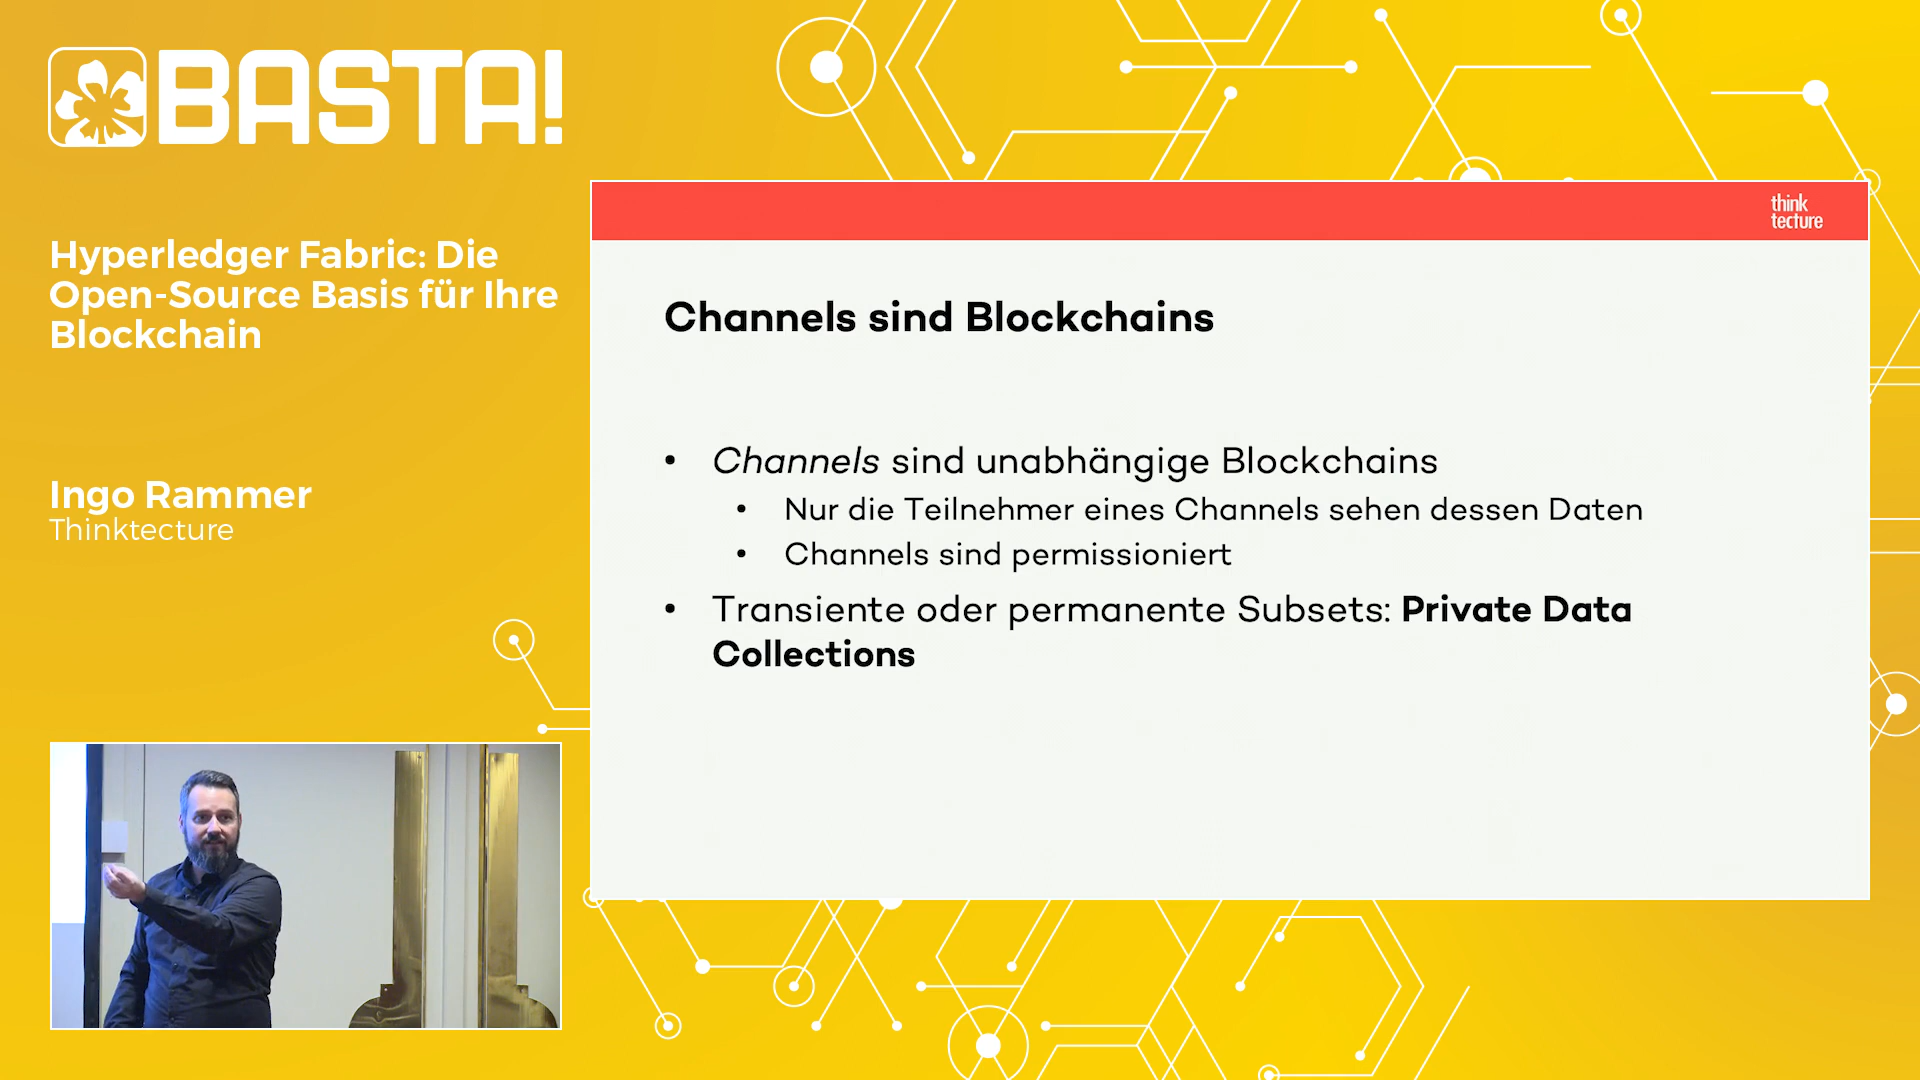 BASTA!
Hyperledger Fabric: Die
Open-Source Basis für Ihre
Blockchain
Ingo Rammer
Thinktecture
think
tecture
Channels sind Blockchains
• Channels sind unabhängige Blockchains
• Nur die Teilnehmer eines Channels sehen dessen Daten
• Channels sind permissioniert
• Transiente oder permanente Subsets: Private Data
Collections